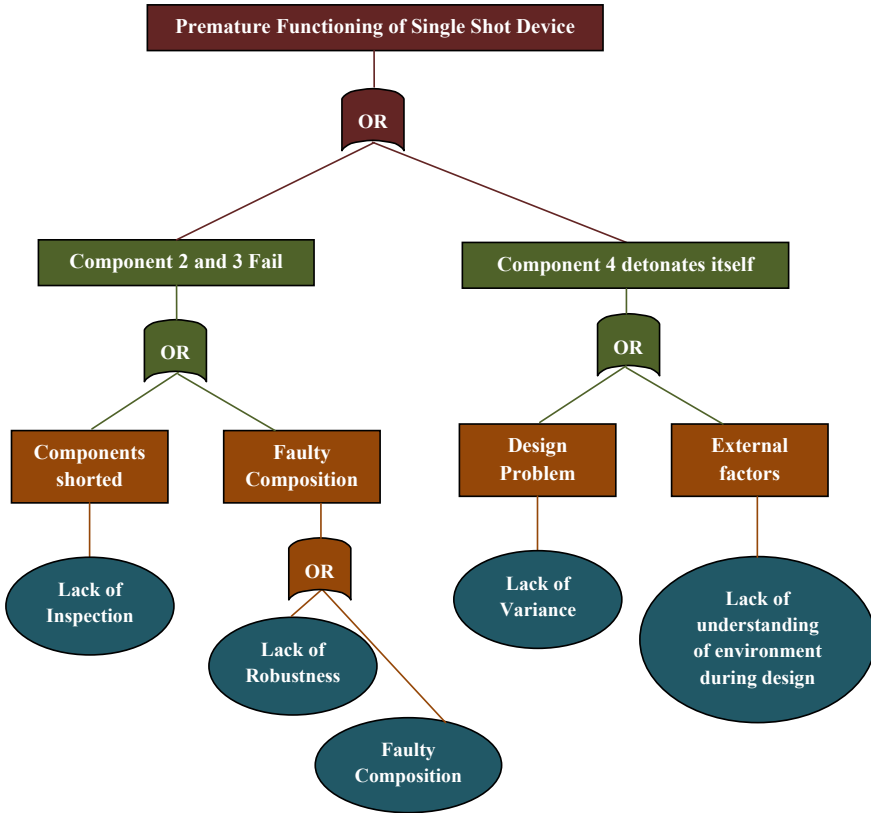 Premature Functioning of Single Shot Device
OR
Component 2 and 3 Fail
Component 4 detonates itself
OR
OR
Components
shorted
Faulty
Composition
Design
Problem
External
factors
Lack of
Inspection
OR
Lack of
Robustness
Faulty
Composition
Lack of
Variance
Lack of
understanding
of environment
during design